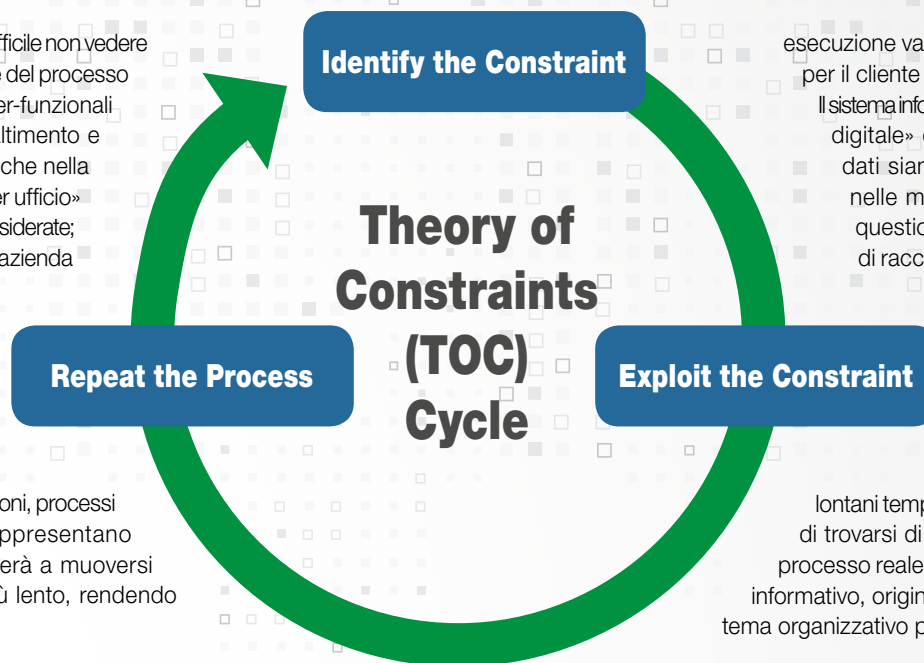 fficile non vedere
e del processo
er-funzionali
altimento e
che nella
er ufficio»
siderate;
azienda
Identify the Constraint
esecuzione va
per il cliente
Il sistema info
digitale»
dati siar
nelle m
questio
di racc
Theory of
Constraints
(TOC)
Cycle
Repeat the Process
Exploit the Constraint
oni, processi
ppresentano
erà a muoversi
ù lento, rendendo
lontani temp
di trovarsi di
processo reale
informativo, origin
tema organizzativo p